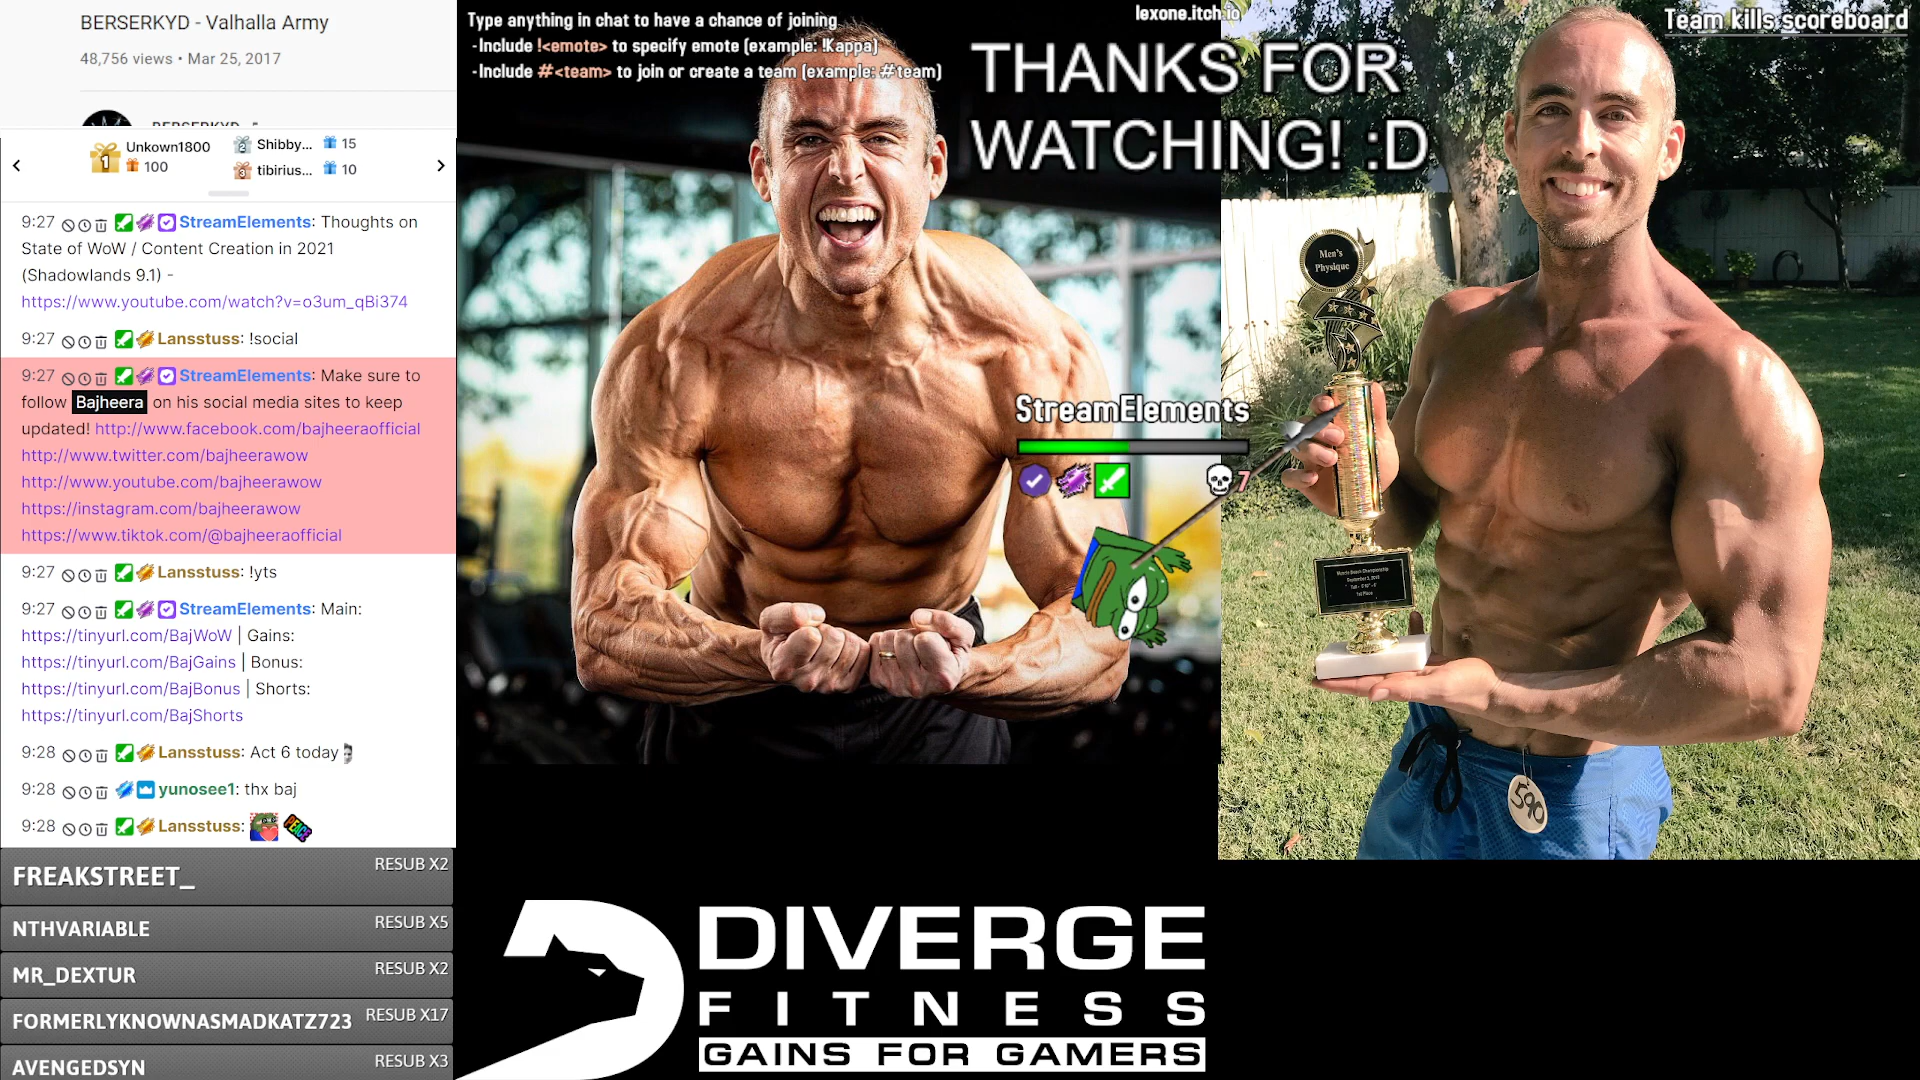 BERSERKYD - Valhalla Army
48,756 views • Mar 25, 2017
Unkown1800
100
Shibby... 15
tibirius... 10
9:27 StreamElements: Thoughts on
State of WoW / Content Creation in 2021
(Shadowlands 9.1) -
https://www.youtube.com/watch?v=o3um_qBi374
9:27 Lansstuss: !social
9:27 StreamElements: Make sure to
follow Bajheera on his social media sites to keep
updated! http://www.facebook.com/bajheeraofficial
http://www.twitter.com/bajheerawow
http://www.youtube.com/bajheerawow
https://instagram.com/bajheerawow
https://www.tiktok.com/@bajheeraofficial
9:27 Lansstuss: !yts
9:27 StreamElements: Main:
https://tinyurl.com/BajWoW | Gains:
https://tinyurl.com/BajGains | Bonus:
https://tinyurl.com/BajBonus | Shorts:
https://tinyurl.com/BajShorts
9:28 Lansstuss: Act 6 today
9:28 yunosee1: thx baj
9:28 Lansstuss:
PEACE
FREAKSTREET_ RESUB X2
NTHVARIABLE RESUB X5
MR_DEXTUR RESUB X2
FORMERLYKNOWNASMADKATZ723 RESUB X17
AVENGEDSYN RESUB X3
Type anything in chat to have a chance of joining
-Include !<emote> to specify emote (example: !Kappa)
-Include #<team> to join or create a team (example: #team)
lexone.itch.io
THANKS FOR
WATCHING! :D
Team kills scoreboard
StreamElements
7
Men's
Physique
Muscle Beach Championship
September 3, 2018
1st Place
590
DIVERGE
FITNESS
GAINS FOR GAMERS